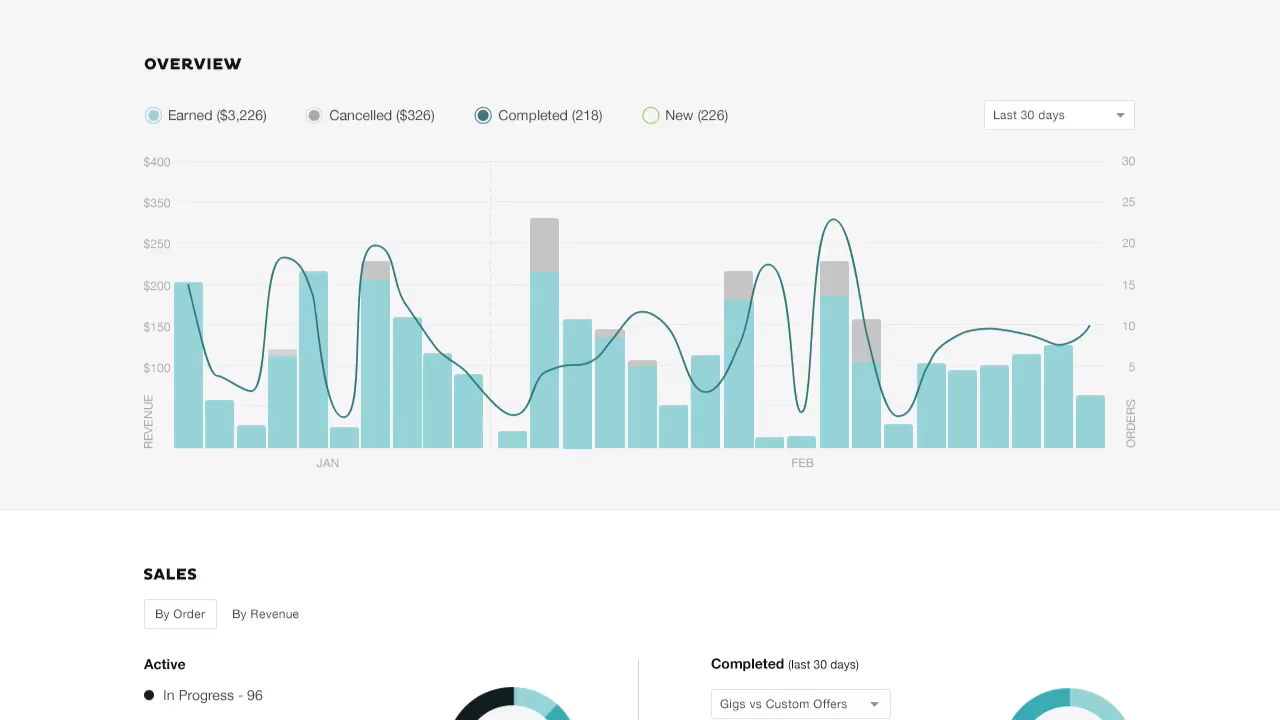 OVERVIEW
Earned ($3,226) Cancelled ($326) Completed (218) New (226) Last 30 days
$400 30
$350 25
$250 20
$200 15
$150 10
$100 5
REVENUE ORDERS
JAN FEB
SALES
By Order By Revenue
Active Completed (last 30 days)
In Progress - 96 Gigs vs Custom Offers